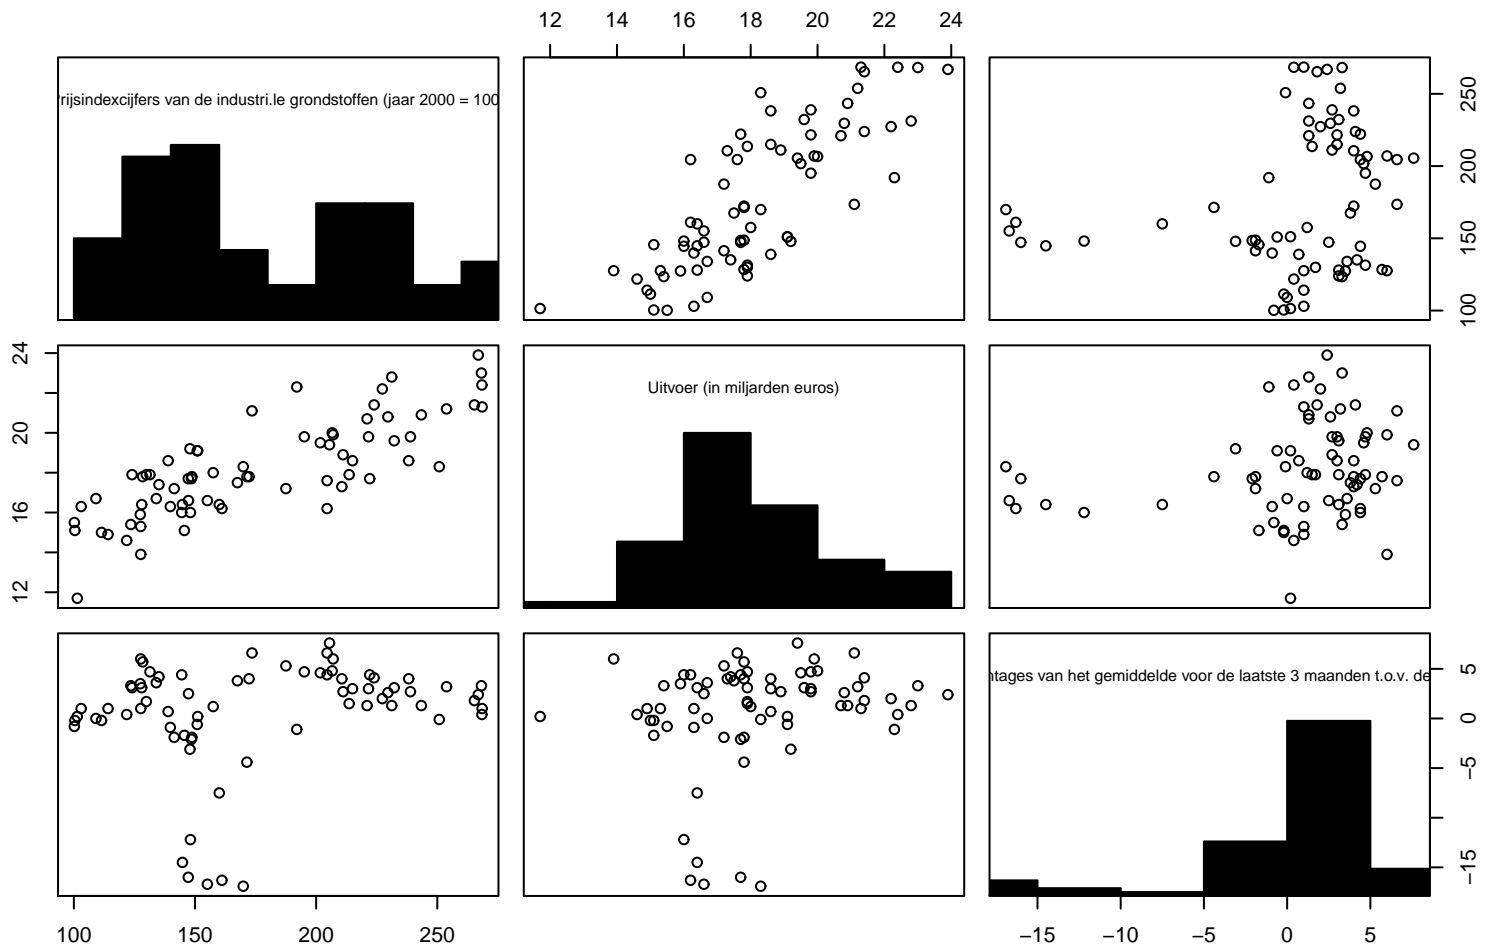 12 14 16 18 20 22 24
rijsindexcijfers van de industri.le grondstoffen (jaar 2000 = 100
100 150 200 250
12 16 20 24
Uitvoer (in miljarden euros)
ntages van het gemiddelde voor de laatste 3 maanden t.o.v. de
−15 −5 0 5
100 150 200 250
−15 −10 −5 0 5